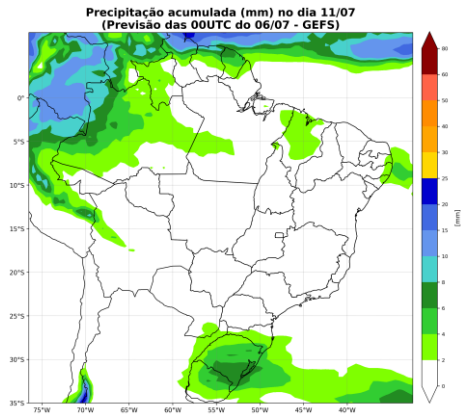 Precipitação acumulada (mm) no dia 11/07
(Previsão das 00UTC do 06/07 - GEFS)
0°
5°S
10°S
15°S
20°S
25°S
30°S
35°S
75°W
70°W
65°W
60°W
55°W
50°W
45°W
40°W
80
60
50
40
30
25
20
15
10
8
6
4
2
0
[mm]